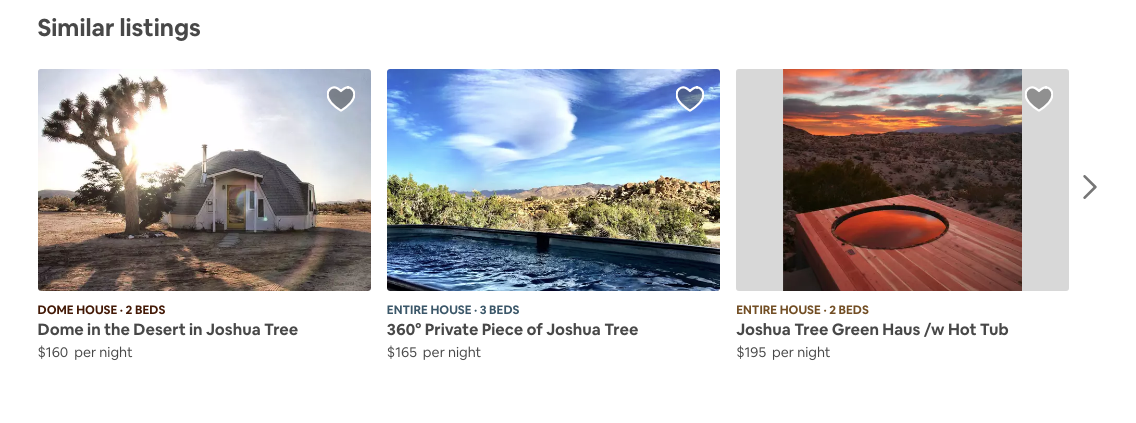 Similar listings
DOME HOUSE · 2 BEDS
Dome in the Desert in Joshua Tree
$160 per night
ENTIRE HOUSE · 3 BEDS
360° Private Piece of Joshua Tree
$165 per night
ENTIRE HOUSE · 2 BEDS
Joshua Tree Green Haus /w Hot Tub
$195 per night